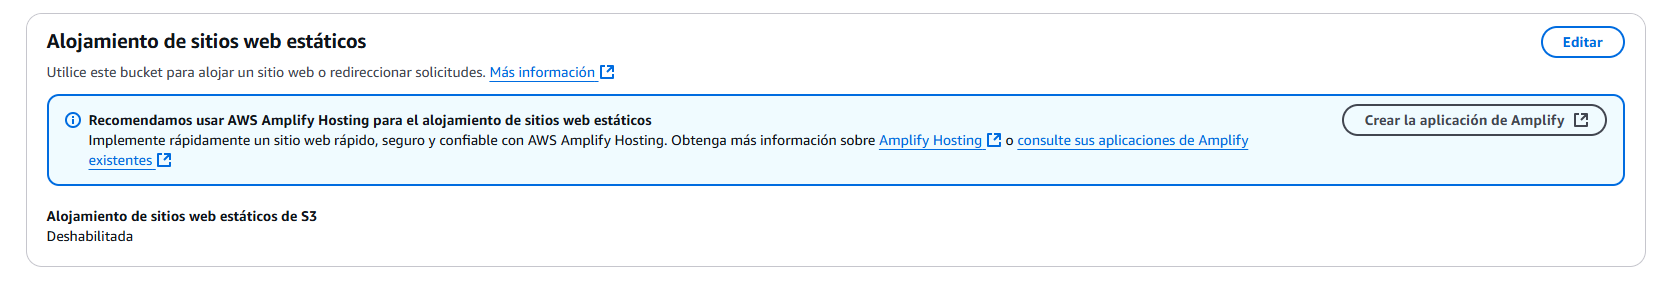 Alojamiento de sitios web estáticos
Editar
Utilice este bucket para alojar un sitio web o redireccionar solicitudes. Más información
Recomendamos usar AWS Amplify Hosting para el alojamiento de sitios web estáticos
Crear la aplicación de Amplify
Implemente rápidamente un sitio web rápido, seguro y confiable con AWS Amplify Hosting. Obtenga más información sobre Amplify Hosting o consulte sus aplicaciones de Amplify
existentes
Alojamiento de sitios web estáticos de S3
Deshabilitada